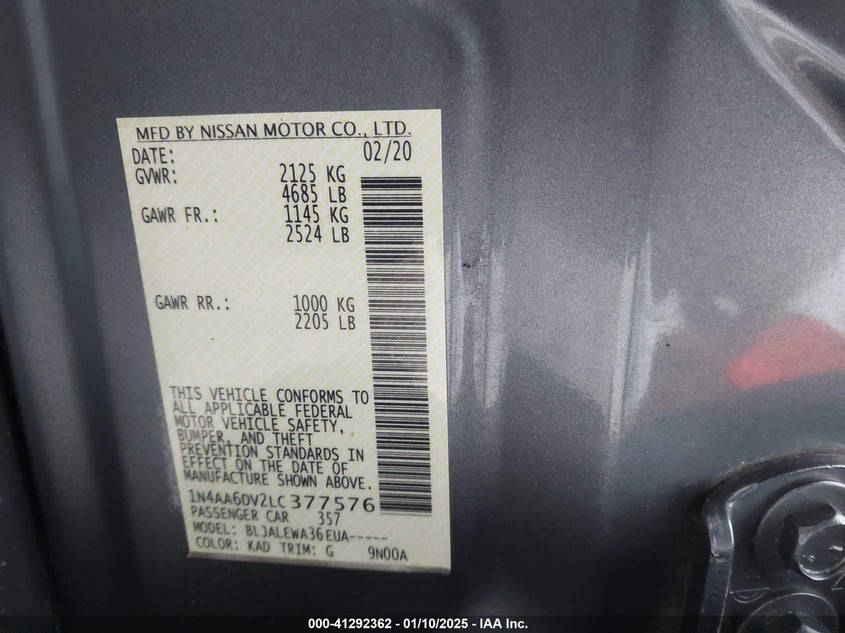 MFD BY NISSAN MOTOR CO., LTD.
DATE: 02/20
GVWR: 2125 KG
4685 LB
GAWR FR.: 1145 KG
2524 LB
GAWR RR.: 1000 KG
2205 LB
THIS VEHICLE CONFORMS TO
ALL APPLICABLE FEDERAL
MOTOR VEHICLE SAFETY,
BUMPER, AND THEFT
PREVENTION STANDARDS IN
EFFECT ON THE DATE OF
MANUFACTURE SHOWN ABOVE.
1N4AA6DV2LC377576
PASSENGER CAR 357
MODEL: BLJALEWA36EUA-----
COLOR: KAD TRIM: G 9N00A
000-41292362 - 01/10/2025 - IAA Inc.